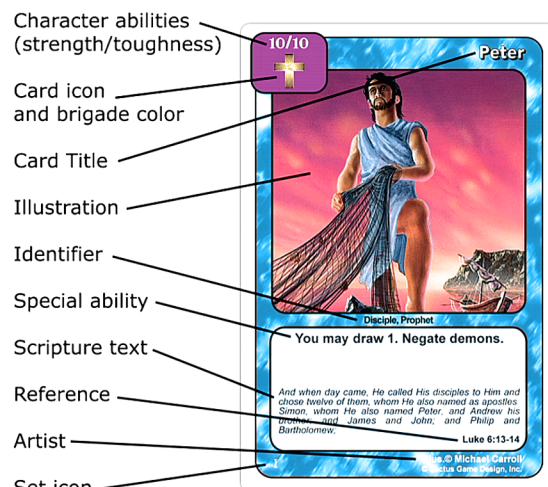 Character abilities
(strength/toughness)
Card icon
and brigade color
Card Title
Illustration
Identifier
Special ability
Scripture text
Reference
Artist
Set icon
10/10
Peter
Disciple, Prophet
You may draw 1. Negate demons.
And when day came, He called His disciples to Him and
chose twelve of them, whom He also named as apostles
Simon, whom He also named Peter, and Andrew his
brother, and James and John; and Philip and
Bartholomew.
Luke 6:13-14
© Michael Carroll
© Cactus Game Design, Inc.